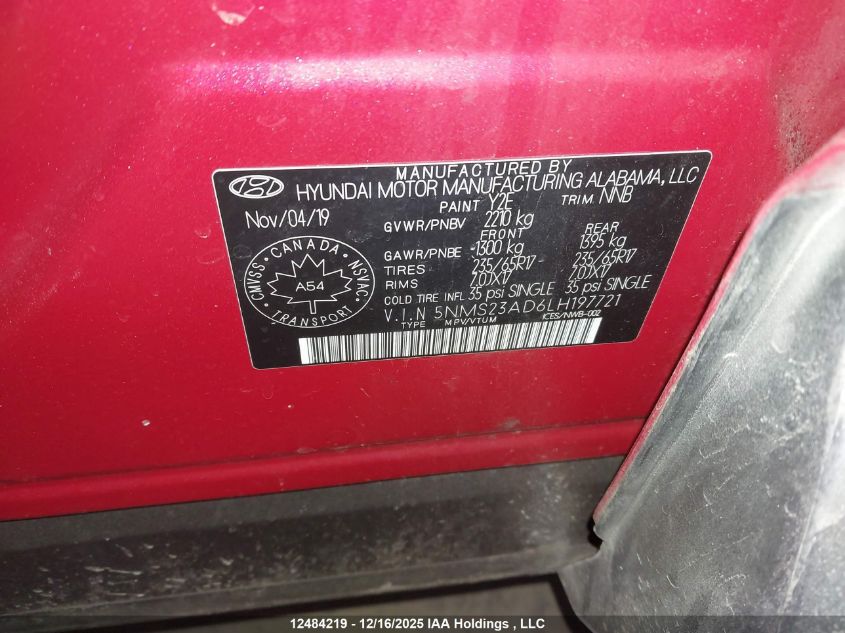 MANUFACTURED BY
HYUNDAI MOTOR MANUFACTURING ALABAMA, LLC
Nov/04/19
PAINT Y2E TRIM NNB
GVWR/PNBV 2210 kg
FRONT REAR
GAWR/PNBE 1300 kg 1395 kg
TIRES 235/65R17 235/65R17
RIMS 7.0JX17 7.0JX17
COLD TIRE INFL 35 psi SINGLE 35 psi SINGLE
V.I.N 5NMS23AD6LH197721
TYPE MPV/VTUM ICES/NWB-002
CMVSS • CANADA • NSVAC • TRANSPORT •
A54
12484219 - 12/16/2025 IAA Holdings , LLC